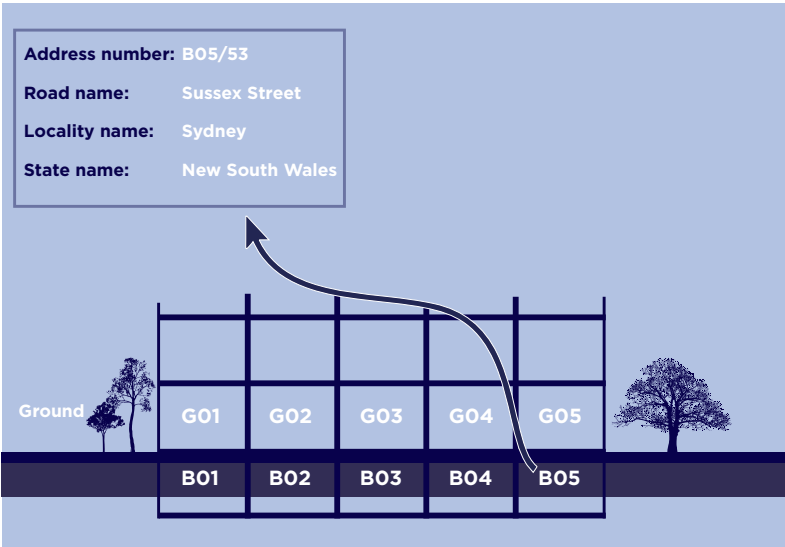 Address number: B05/53
Road name: Sussex Street
Locality name: Sydney
State name: New South Wales
Ground G01 G02 G03 G04 G05
B01 B02 B03 B04 B05